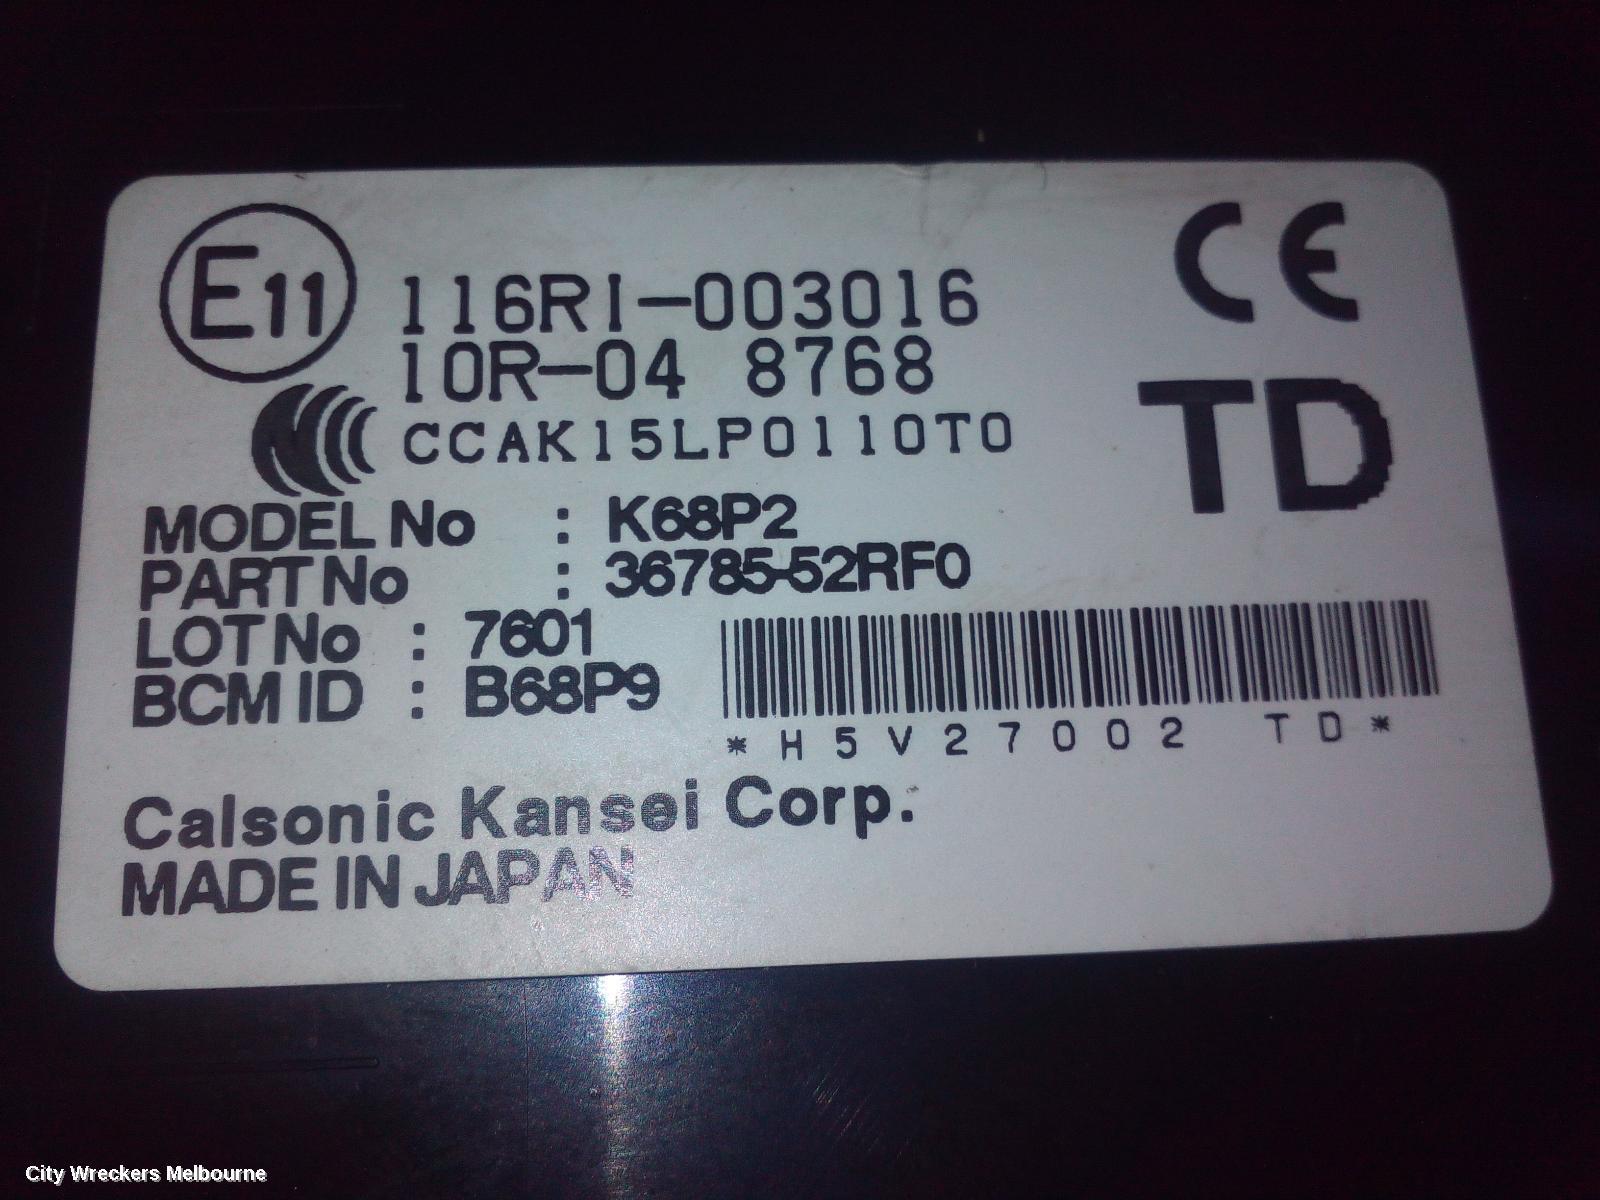 E11
116RI-003016
10R-04 8768
CCAK15LP0110T0
CE
TD
MODEL No : K68P2
PART No : 36785-52RF0
LOT No : 7601
BCM ID : B68P9
*H5V27002 TD*
Calsonic Kansei Corp.
MADE IN JAPAN
City Wreckers Melbourne